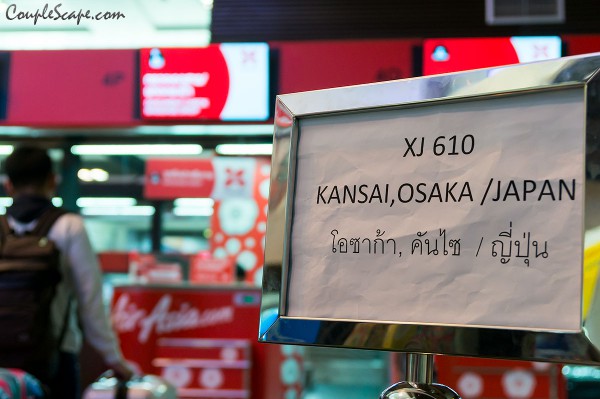 CoupleScape.com
XJ 610
KANSAI,OSAKA /JAPAN
โอซาก้า, คันไซ / ญี่ปุ่น
AirAsia.com